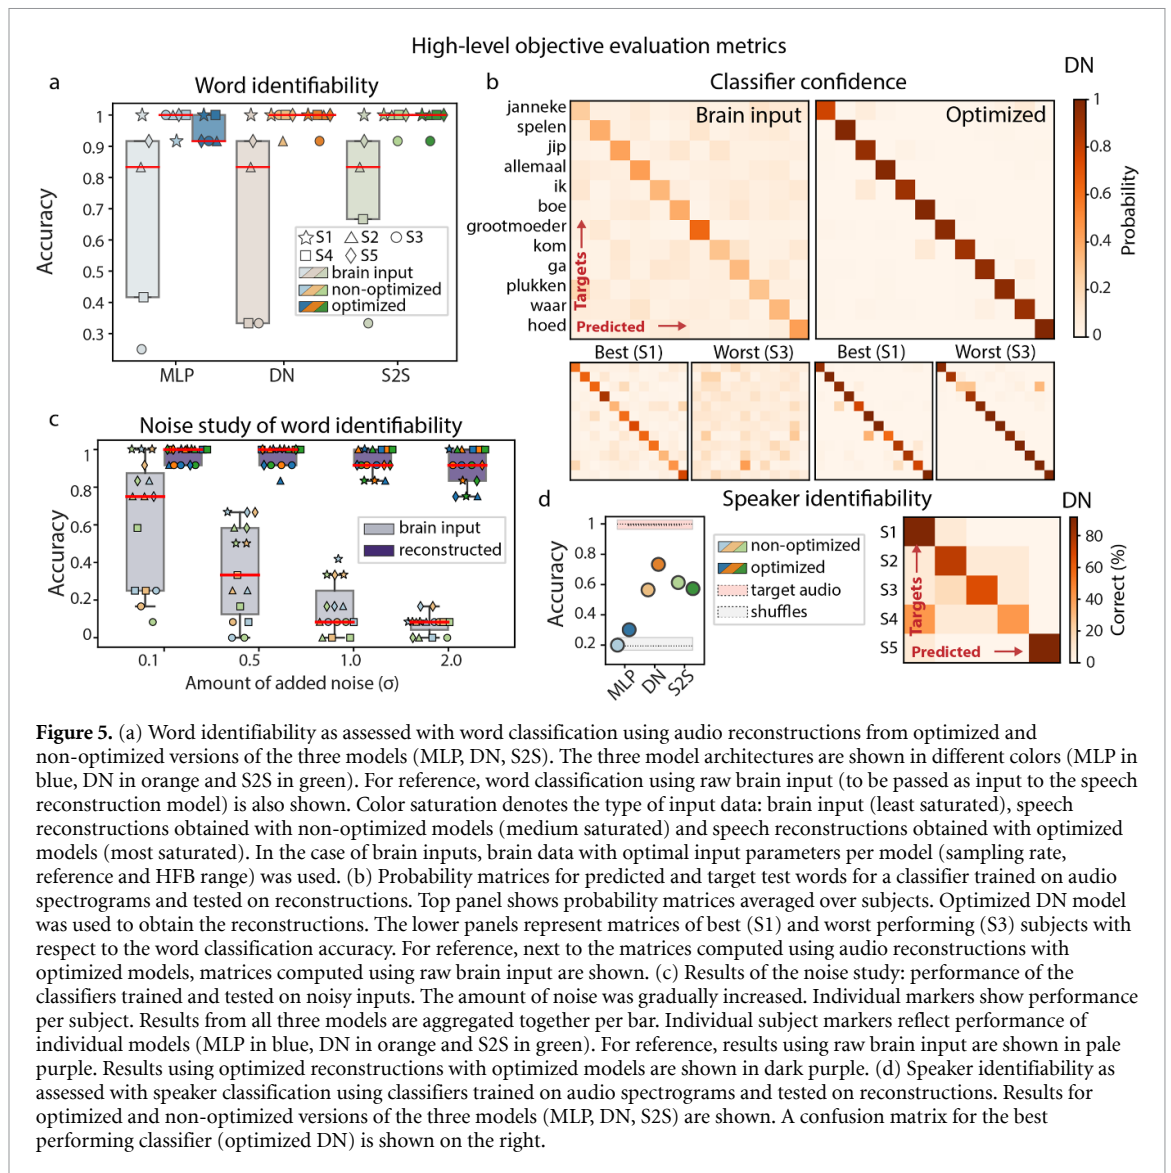 High-level objective evaluation metrics
a
Word identifiability
Accuracy
1
0.9
0.8
0.7
0.6
0.5
0.4
0.3
S1 S2 S3
S4 S5
brain input
non-optimized
optimized
MLP DN S2S
b
Classifier confidence
DN
Brain input
Optimized
janneke
spelen
jip
allemaal
ik
boe
grootmoeder
kom
ga
plukken
waar
hoed
Targets
Predicted
1
0.8
0.6
0.4
0.2
0
Probability
Best (S1) Worst (S3) Best (S1) Worst (S3)
c
Noise study of word identifiability
Accuracy
1
0.8
0.6
0.4
0.2
0
brain input
reconstructed
0.1 0.5 1.0 2.0
Amount of added noise (σ)
d
Speaker identifiability
Accuracy
1
0.8
0.6
0.4
0.2
MLP DN S2S
non-optimized
optimized
target audio
shuffles
DN
S1
S2
S3
S4
S5
Targets
Predicted
80
60
40
20
0
Correct (%)
Figure 5. (a) Word identifiability as assessed with word classification using audio reconstructions from optimized and
non-optimized versions of the three models (MLP, DN, S2S). The three model architectures are shown in different colors (MLP in
blue, DN in orange and S2S in green). For reference, word classification using raw brain input (to be passed as input to the speech
reconstruction model) is also shown. Color saturation denotes the type of input data: brain input (least saturated), speech
reconstructions obtained with non-optimized models (medium saturated) and speech reconstructions obtained with optimized
models (most saturated). In the case of brain inputs, brain data with optimal input parameters per model (sampling rate,
reference and HFB range) was used. (b) Probability matrices for predicted and target test words for a classifier trained on audio
spectrograms and tested on reconstructions. Top panel shows probability matrices averaged over subjects. Optimized DN model
was used to obtain the reconstructions. The lower panels represent matrices of best (S1) and worst performing (S3) subjects with
respect to the word classification accuracy. For reference, next to the matrices computed using audio reconstructions with
optimized models, matrices computed using raw brain input are shown. (c) Results of the noise study: performance of the
classifiers trained and tested on noisy inputs. The amount of noise was gradually increased. Individual markers show performance
per subject. Results from all three models are aggregated together per bar. Individual subject markers reflect performance of
individual models (MLP in blue, DN in orange and S2S in green). For reference, results using raw brain input are shown in pale
purple. Results using optimized reconstructions with optimized models are shown in dark purple. (d) Speaker identifiability as
assessed with speaker classification using classifiers trained on audio spectrograms and tested on reconstructions. Results for
optimized and non-optimized versions of the three models (MLP, DN, S2S) are shown. A confusion matrix for the best
performing classifier (optimized DN) is shown on the right.